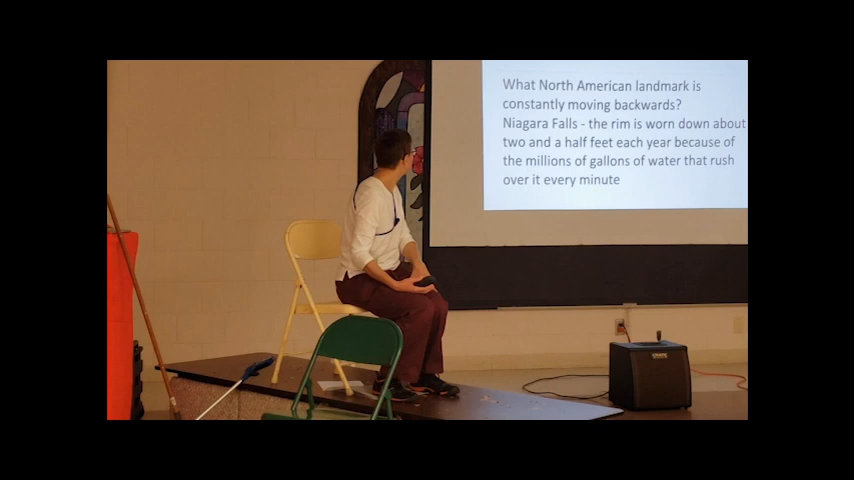 What North American landmark is
constantly moving backwards?
Niagara Falls - the rim is worn down about
two and a half feet each year because of
the millions of gallons of water that rush
over it every minute